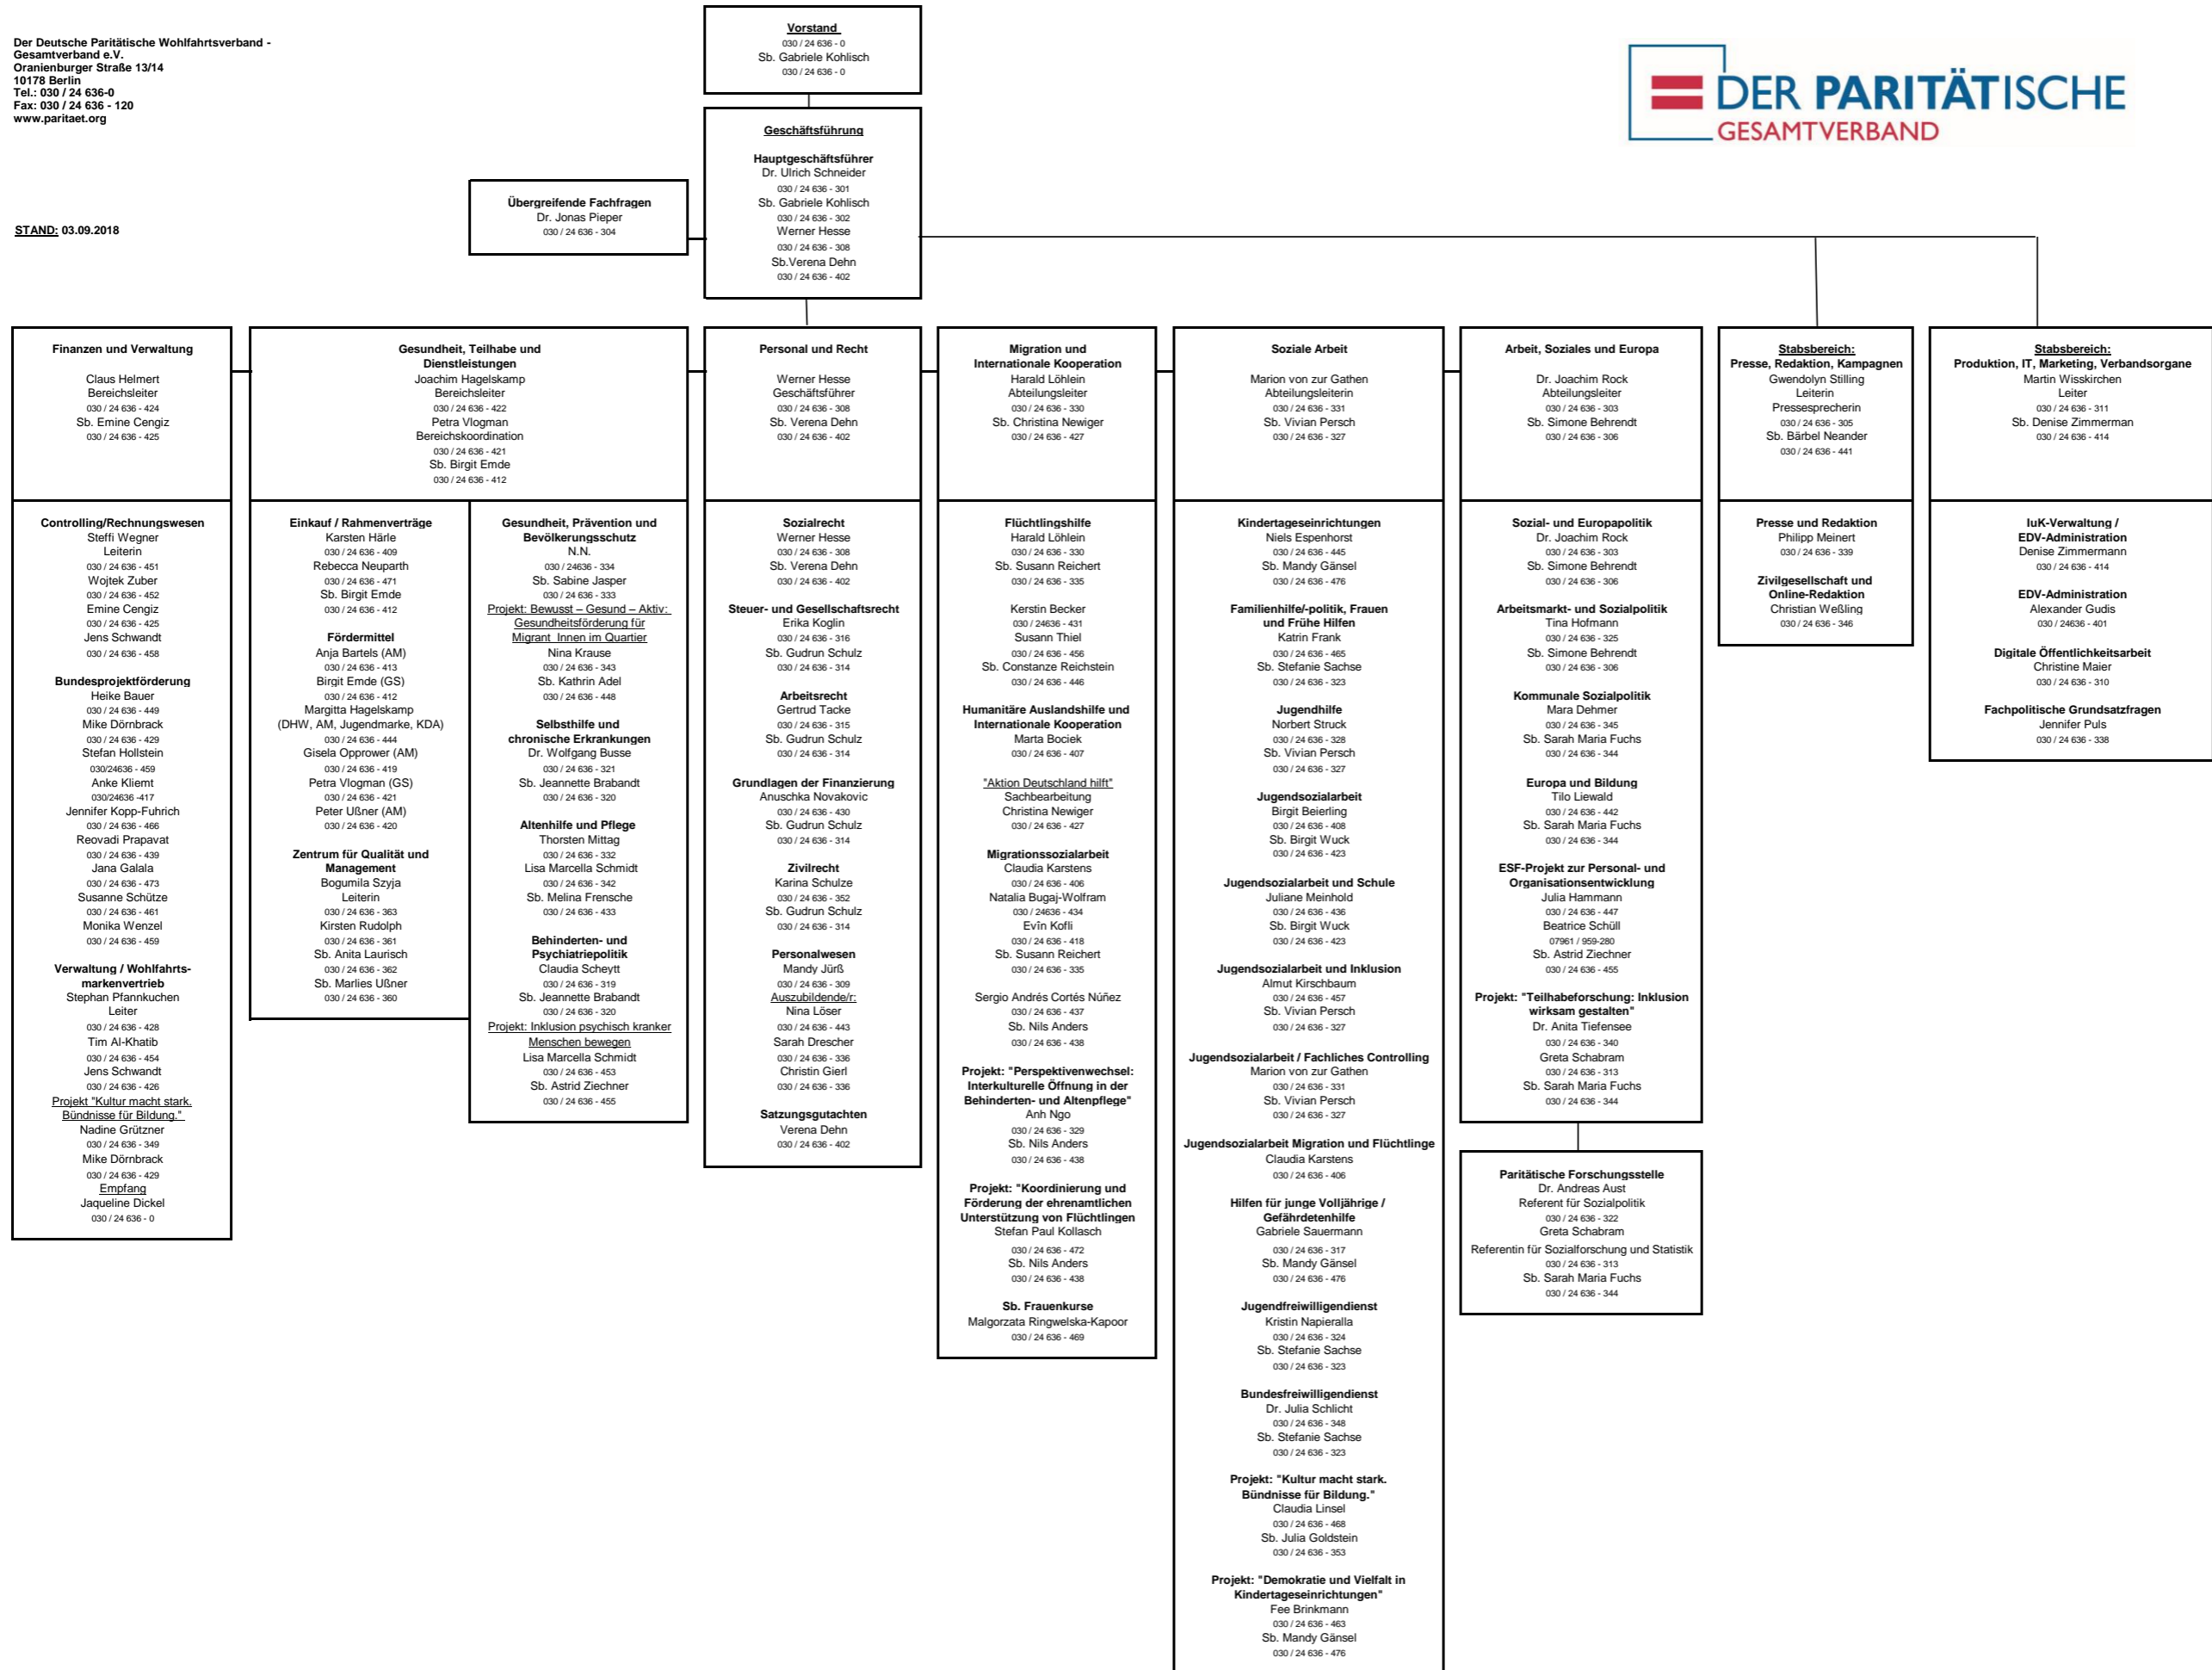 Der Deutsche Paritätische Wohlfahrtsverband -
Gesamtverband e.V.
Oranienburger Straße 13/14
10178 Berlin
Tel.: 030 / 24 636-0
Fax: 030 / 24 636 - 120
www.paritaet.org
STAND: 03.09.2018
Vorstand
030 / 24 636 - 0
Sb. Gabriele Kohlisch
030 / 24 636 - 0
DER PARITÄTISCHE
GESAMTVERBAND
Geschäftsführung
Hauptgeschäftsführer
Dr. Ulrich Schneider
030 / 24 636 - 301
Sb. Gabriele Kohlisch
030 / 24 636 - 302
Werner Hesse
030 / 24 636 - 308
Sb.Verena Dehn
030 / 24 636 - 402
Übergreifende Fachfragen
Dr. Jonas Pieper
030 / 24 636 - 304
Finanzen und Verwaltung
Claus Helmert
Bereichsleiter
030 / 24 636 - 424
Sb. Emine Cengiz
030 / 24 636 - 425
Controlling/Rechnungswesen
Steffi Wegner
Leiterin
030 / 24 636 - 451
Wojtek Zuber
030 / 24 636 - 452
Emine Cengiz
030 / 24 636 - 425
Jens Schwandt
030 / 24 636 - 458
Bundesprojektförderung
Heike Bauer
030 / 24 636 - 449
Mike Dörnbrack
030 / 24 636 - 429
Stefan Hollstein
030/24636 - 459
Anke Kliemt
030/24636 -417
Jennifer Kopp-Fuhrich
030 / 24 636 - 466
Reovadi Prapavat
030 / 24 636 - 439
Jana Galala
030 / 24 636 - 473
Susanne Schütze
030 / 24 636 - 461
Monika Wenzel
030 / 24 636 - 459
Verwaltung / Wohlfahrts-
markenvertrieb
Stephan Pfannkuchen
Leiter
030 / 24 636 - 428
Tim Al-Khatib
030 / 24 636 - 454
Jens Schwandt
030 / 24 636 - 426
Projekt "Kultur macht stark.
Bündnisse für Bildung."
Nadine Grützner
030 / 24 636 - 349
Mike Dörnbrack
030 / 24 636 - 429
Empfang
Jaqueline Dickel
030 / 24 636 - 0
Gesundheit, Teilhabe und
Dienstleistungen
Joachim Hagelskamp
Bereichsleiter
030 / 24 636 - 422
Petra Vlogman
Bereichskoordination
030 / 24 636 - 421
Sb. Birgit Emde
030 / 24 636 - 412
Einkauf / Rahmenverträge
Karsten Härle
030 / 24 636 - 409
Rebecca Neuparth
030 / 24 636 - 471
Sb. Birgit Emde
030 / 24 636 - 412
Fördermittel
Anja Bartels (AM)
030 / 24 636 - 413
Birgit Emde (GS)
030 / 24 636 - 412
Margitta Hagelskamp
(DHW, AM, Jugendmarke, KDA)
030 / 24 636 - 444
Gisela Opprower (AM)
030 / 24 636 - 419
Petra Vlogman (GS)
030 / 24 636 - 421
Peter Ußner (AM)
030 / 24 636 - 420
Zentrum für Qualität und
Management
Bogumila Szyja
Leiterin
030 / 24 636 - 363
Kirsten Rudolph
030 / 24 636 - 361
Sb. Anita Laurisch
030 / 24 636 - 362
Sb. Marlies Ußner
030 / 24 636 - 360
Gesundheit, Prävention und
Bevölkerungsschutz
N.N.
030 / 24636 - 334
Sb. Sabine Jasper
030 / 24 636 - 333
Projekt: Bewusst – Gesund – Aktiv:
Gesundheitsförderung für
Migrant_Innen im Quartier
Nina Krause
030 / 24 636 - 343
Sb. Kathrin Adel
030 / 24 636 - 448
Selbsthilfe und
chronische Erkrankungen
Dr. Wolfgang Busse
030 / 24 636 - 321
Sb. Jeannette Brabandt
030 / 24 636 - 320
Altenhilfe und Pflege
Thorsten Mittag
030 / 24 636 - 332
Lisa Marcella Schmidt
030 / 24 636 - 342
Sb. Melina Frensche
030 / 24 636 - 433
Behinderten- und
Psychiatriepolitik
Claudia Scheytt
030 / 24 636 - 319
Sb. Jeannette Brabandt
030 / 24 636 - 320
Projekt: Inklusion psychisch kranker
Menschen bewegen
Lisa Marcella Schmidt
030 / 24 636 - 453
Sb. Astrid Ziechner
030 / 24 636 - 455
Personal und Recht
Werner Hesse
Geschäftsführer
030 / 24 636 - 308
Sb. Verena Dehn
030 / 24 636 - 402
Sozialrecht
Werner Hesse
030 / 24 636 - 308
Sb. Verena Dehn
030 / 24 636 - 402
Steuer- und Gesellschaftsrecht
Erika Koglin
030 / 24 636 - 316
Sb. Gudrun Schulz
030 / 24 636 - 314
Arbeitsrecht
Gertrud Tacke
030 / 24 636 - 315
Sb. Gudrun Schulz
030 / 24 636 - 314
Grundlagen der Finanzierung
Anuschka Novakovic
030 / 24 636 - 430
Sb. Gudrun Schulz
030 / 24 636 - 314
Zivilrecht
Karina Schulze
030 / 24 636 - 352
Sb. Gudrun Schulz
030 / 24 636 - 314
Personalwesen
Mandy Jürß
030 / 24 636 - 309
Auszubildende/r:
Nina Löser
030 / 24 636 - 443
Sarah Drescher
030 / 24 636 - 336
Christin Gierl
030 / 24 636 - 336
Satzungsgutachten
Verena Dehn
030 / 24 636 - 402
Migration und
Internationale Kooperation
Harald Löhlein
Abteilungsleiter
030 / 24 636 - 330
Sb. Christina Newiger
030 / 24 636 - 427
Flüchtlingshilfe
Harald Löhlein
030 / 24 636 - 330
Sb. Susann Reichert
030 / 24 636 - 335
Kerstin Becker
030 / 24636 - 431
Susann Thiel
030 / 24 636 - 456
Sb. Constanze Reichstein
030 / 24 636 - 446
Humanitäre Auslandshilfe und
Internationale Kooperation
Marta Bociek
030 / 24 636 - 407
"Aktion Deutschland hilft"
Sachbearbeitung
Christina Newiger
030 / 24 636 - 427
Migrationssozialarbeit
Claudia Karstens
030 / 24 636 - 406
Natalia Bugaj-Wolfram
030 / 24636 - 434
Evîn Kofli
030 / 24 636 - 418
Sb. Susann Reichert
030 / 24 636 - 335
Sergio Andrés Cortés Núñez
030 / 24 636 - 437
Sb. Nils Anders
030 / 24 636 - 438
Projekt: "Perspektivenwechsel:
Interkulturelle Öffnung in der
Behinderten- und Altenpflege"
Anh Ngo
030 / 24 636 - 329
Sb. Nils Anders
030 / 24 636 - 438
Projekt: "Koordinierung und
Förderung der ehrenamtlichen
Unterstützung von Flüchtlingen
Stefan Paul Kollasch
030 / 24 636 - 472
Sb. Nils Anders
030 / 24 636 - 438
Sb. Frauenkurse
Malgorzata Ringwelska-Kapoor
030 / 24 636 - 469
Soziale Arbeit
Marion von zur Gathen
Abteilungsleiterin
030 / 24 636 - 331
Sb. Vivian Persch
030 / 24 636 - 327
Kindertageseinrichtungen
Niels Espenhorst
030 / 24 636 - 445
Sb. Mandy Gänsel
030 / 24 636 - 476
Familienhilfe/-politik, Frauen
und Frühe Hilfen
Katrin Frank
030 / 24 636 - 465
Sb. Stefanie Sachse
030 / 24 636 - 323
Jugendhilfe
Norbert Struck
030 / 24 636 - 328
Sb. Vivian Persch
030 / 24 636 - 327
Jugendsozialarbeit
Birgit Beierling
030 / 24 636 - 408
Sb. Birgit Wuck
030 / 24 636 - 423
Jugendsozialarbeit und Schule
Juliane Meinhold
030 / 24 636 - 436
Sb. Birgit Wuck
030 / 24 636 - 423
Jugendsozialarbeit und Inklusion
Almut Kirschbaum
030 / 24 636 - 457
Sb. Vivian Persch
030 / 24 636 - 327
Jugendsozialarbeit / Fachliches Controlling
Marion von zur Gathen
030 / 24 636 - 331
Sb. Vivian Persch
030 / 24 636 - 327
Jugendsozialarbeit Migration und Flüchtlinge
Claudia Karstens
030 / 24 636 - 406
Hilfen für junge Volljährige /
Gefährdetenhilfe
Gabriele Sauermann
030 / 24 636 - 317
Sb. Mandy Gänsel
030 / 24 636 - 476
Jugendfreiwilligendienst
Kristin Napieralla
030 / 24 636 - 324
Sb. Stefanie Sachse
030 / 24 636 - 323
Bundesfreiwilligendienst
Dr. Julia Schlicht
030 / 24 636 - 348
Sb. Stefanie Sachse
030 / 24 636 - 323
Projekt: "Kultur macht stark.
Bündnisse für Bildung."
Claudia Linsel
030 / 24 636 - 468
Sb. Julia Goldstein
030 / 24 636 - 353
Projekt: "Demokratie und Vielfalt in
Kindertageseinrichtungen"
Fee Brinkmann
030 / 24 636 - 463
Sb. Mandy Gänsel
030 / 24 636 - 476
Arbeit, Soziales und Europa
Dr. Joachim Rock
Abteilungsleiter
030 / 24 636 - 303
Sb. Simone Behrendt
030 / 24 636 - 306
Sozial- und Europapolitik
Dr. Joachim Rock
030 / 24 636 - 303
Sb. Simone Behrendt
030 / 24 636 - 306
Arbeitsmarkt- und Sozialpolitik
Tina Hofmann
030 / 24 636 - 325
Sb. Simone Behrendt
030 / 24 636 - 306
Kommunale Sozialpolitik
Mara Dehmer
030 / 24 636 - 345
Sb. Sarah Maria Fuchs
030 / 24 636 - 344
Europa und Bildung
Tilo Liewald
030 / 24 636 - 442
Sb. Sarah Maria Fuchs
030 / 24 636 - 344
ESF-Projekt zur Personal- und
Organisationsentwicklung
Julia Hammann
030 / 24 636 - 447
Beatrice Schüll
07961 / 959-280
Sb. Astrid Ziechner
030 / 24 636 - 455
Projekt: "Teilhabeforschung: Inklusion
wirksam gestalten"
Dr. Anita Tiefensee
030 / 24 636 - 340
Greta Schabram
030 / 24 636 - 313
Sb. Sarah Maria Fuchs
030 / 24 636 - 344
Paritätische Forschungsstelle
Dr. Andreas Aust
Referent für Sozialpolitik
030 / 24 636 - 322
Greta Schabram
Referentin für Sozialforschung und Statistik
030 / 24 636 - 313
Sb. Sarah Maria Fuchs
030 / 24 636 - 344
Stabsbereich:
Presse, Redaktion, Kampagnen
Gwendolyn Stilling
Leiterin
Pressesprecherin
030 / 24 636 - 305
Sb. Bärbel Neander
030 / 24 636 - 441
Presse und Redaktion
Philipp Meinert
030 / 24 636 - 339
Zivilgesellschaft und
Online-Redaktion
Christian Weßling
030 / 24 636 - 346
Stabsbereich:
Produktion, IT, Marketing, Verbandsorgane
Martin Wisskirchen
Leiter
030 / 24 636 - 311
Sb. Denise Zimmerman
030 / 24 636 - 414
IuK-Verwaltung /
EDV-Administration
Denise Zimmermann
030 / 24 636 - 414
EDV-Administration
Alexander Gudis
030 / 24636 - 401
Digitale Öffentlichkeitsarbeit
Christine Maier
030 / 24 636 - 310
Fachpolitische Grundsatzfragen
Jennifer Puls
030 / 24 636 - 338